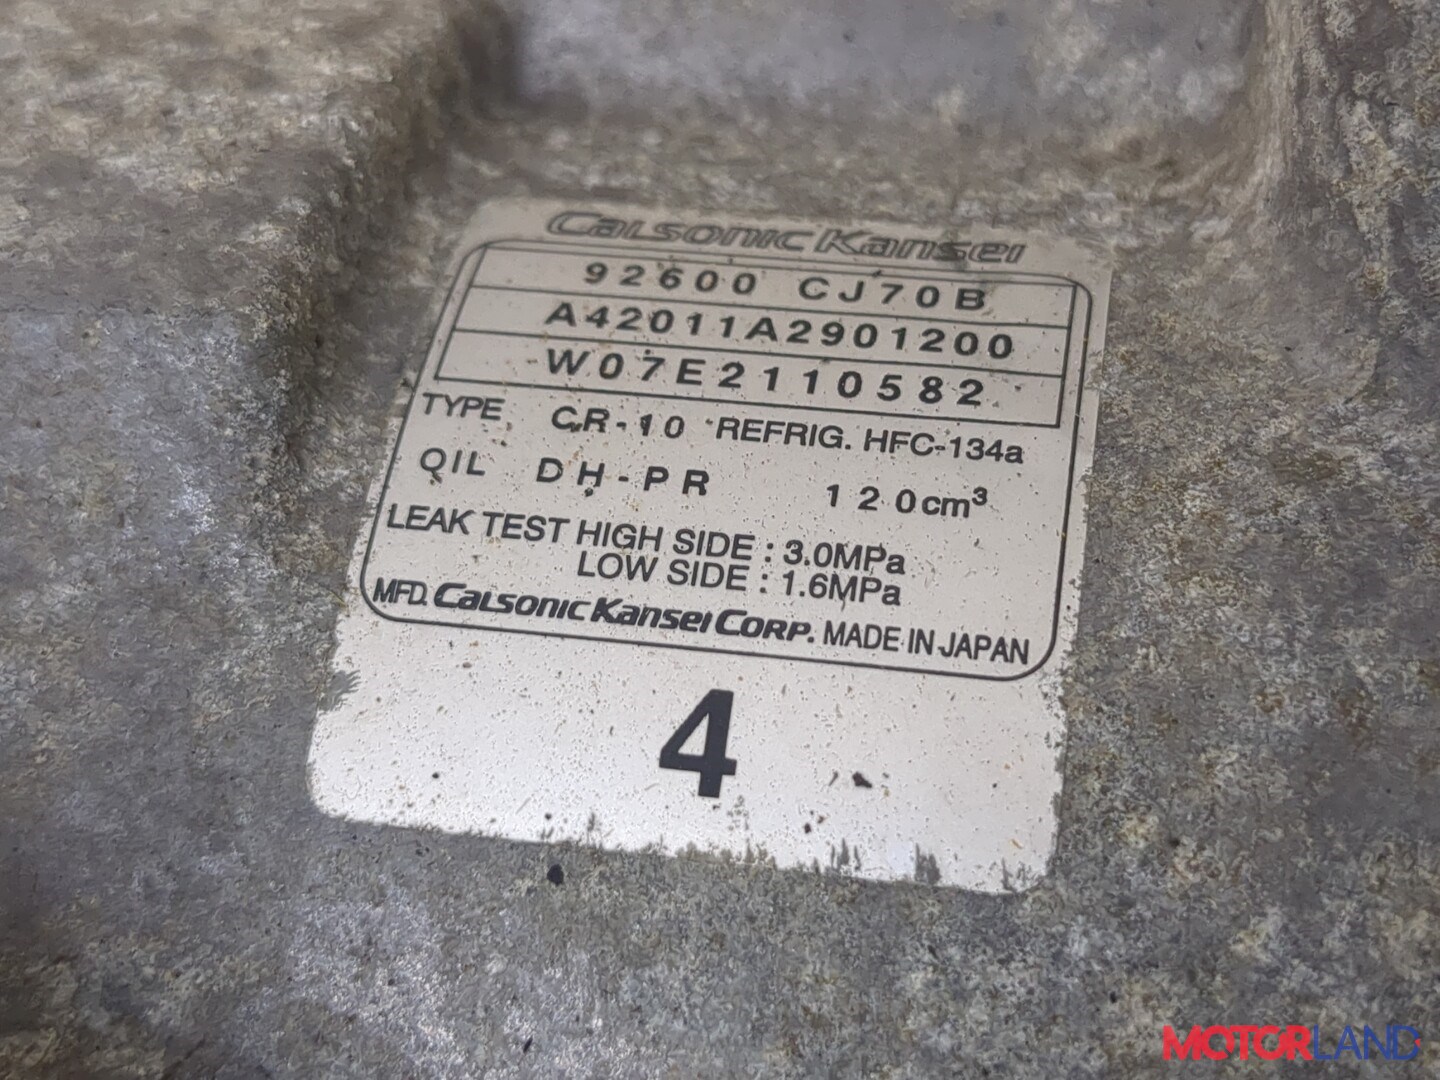 Calsonic Kansei
92600 CJ70B
A42011A2901200
W07E2110582
TYPE CR-10 REFRIG. HFC-134a
OIL DH-PR 120cm³
LEAK TEST HIGH SIDE : 3.0MPa
LOW SIDE : 1.6MPa
MFD. Calsonic Kansei Corp. MADE IN JAPAN
4
MOTORLAND